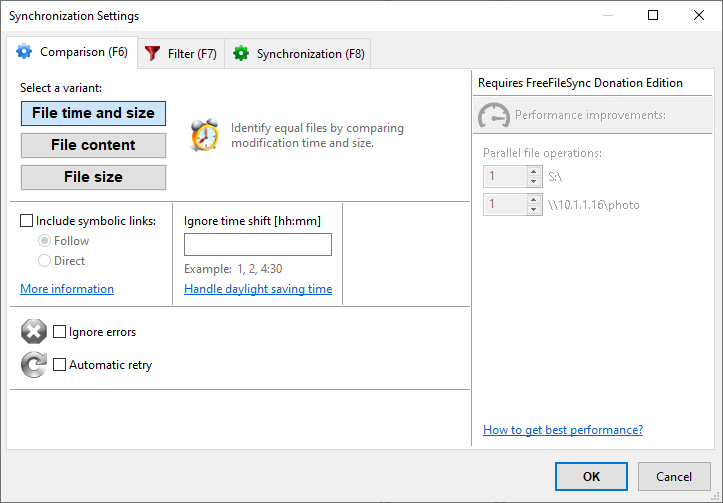 Synchronization Settings
Comparison (F6)
Filter (F7)
Synchronization (F8)
Select a variant:
File time and size
File content
File size
Identify equal files by comparing
modification time and size.
Include symbolic links:
Follow
Direct
More information
Ignore time shift [hh:mm]
Example: 1, 2, 4:30
Handle daylight saving time
Ignore errors
Automatic retry
Requires FreeFileSync Donation Edition
Performance improvements:
Parallel file operations:
1 S:\
1 \\10.1.1.16\photo
How to get best performance?
OK
Cancel